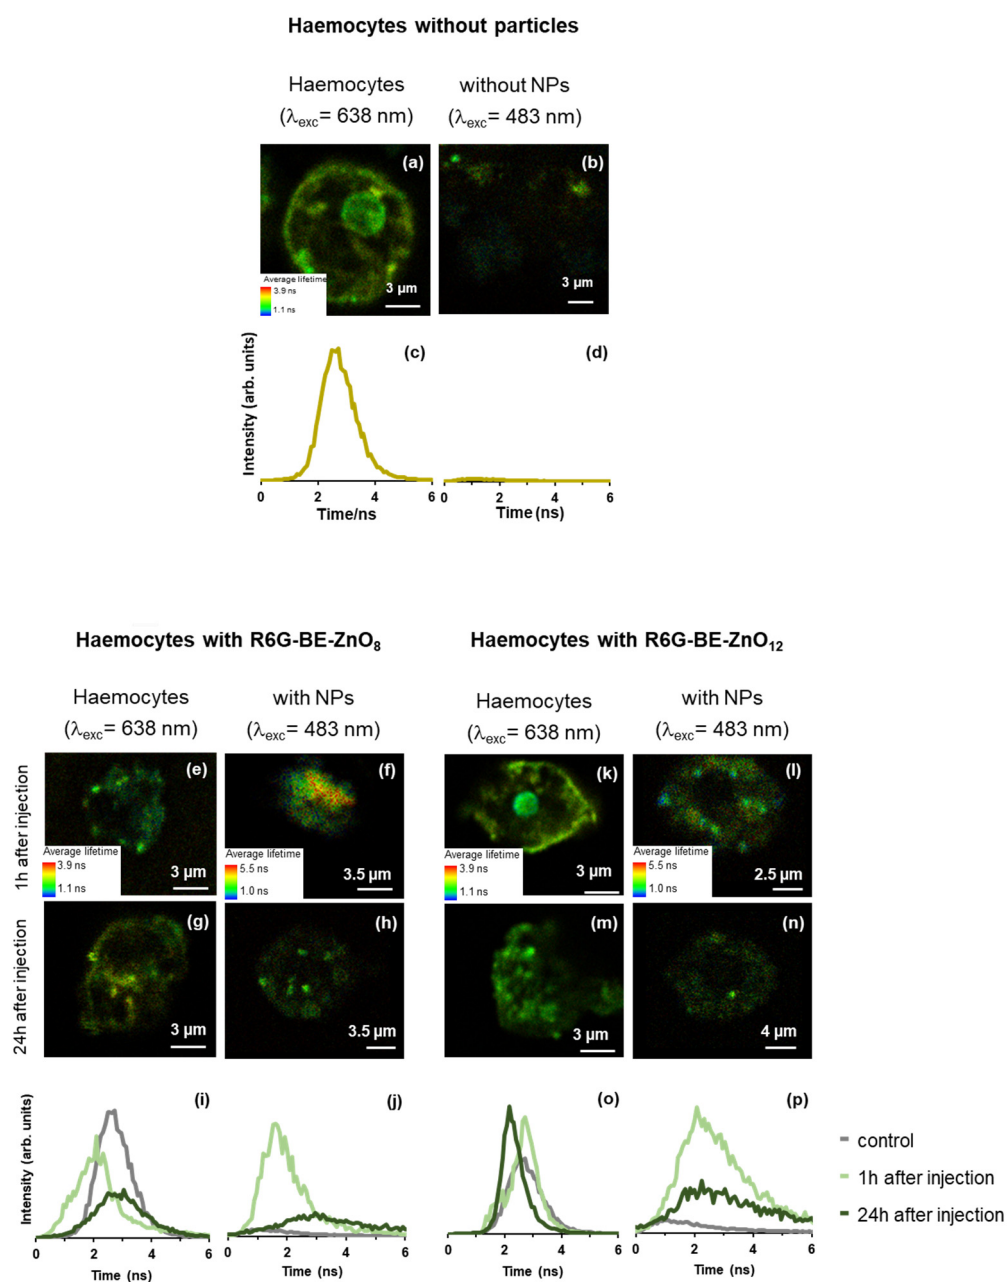 Haemocytes without particles
Haemocytes
(λexc= 638 nm)
without NPs
(λexc= 483 nm)
(a)
Average lifetime
3.9 ns
1.1 ns
3 µm
(b)
3 µm
Intensity (arb. units)
(c)
0 2 4 6
Time/ns
(d)
0 2 4 6
Time (ns)
Haemocytes with R6G-BE-ZnO8
Haemocytes
(λexc= 638 nm)
with NPs
(λexc= 483 nm)
Haemocytes with R6G-BE-ZnO12
Haemocytes
(λexc= 638 nm)
with NPs
(λexc= 483 nm)
1h after injection
(e)
Average lifetime
3.9 ns
1.1 ns
3 µm
(f)
Average lifetime
5.5 ns
1.0 ns
3.5 µm
(k)
Average lifetime
3.9 ns
1.1 ns
3 µm
(l)
Average lifetime
5.5 ns
1.0 ns
2.5 µm
24h after injection
(g)
3 µm
(h)
3.5 µm
(m)
3 µm
(n)
4 µm
Intensity (arb. units)
(i)
0 2 4 6
Time (ns)
(j)
0 2 4 6
Time (ns)
(o)
0 2 4 6
Time (ns)
(p)
0 2 4 6
Time (ns)
control
1h after injection
24h after injection